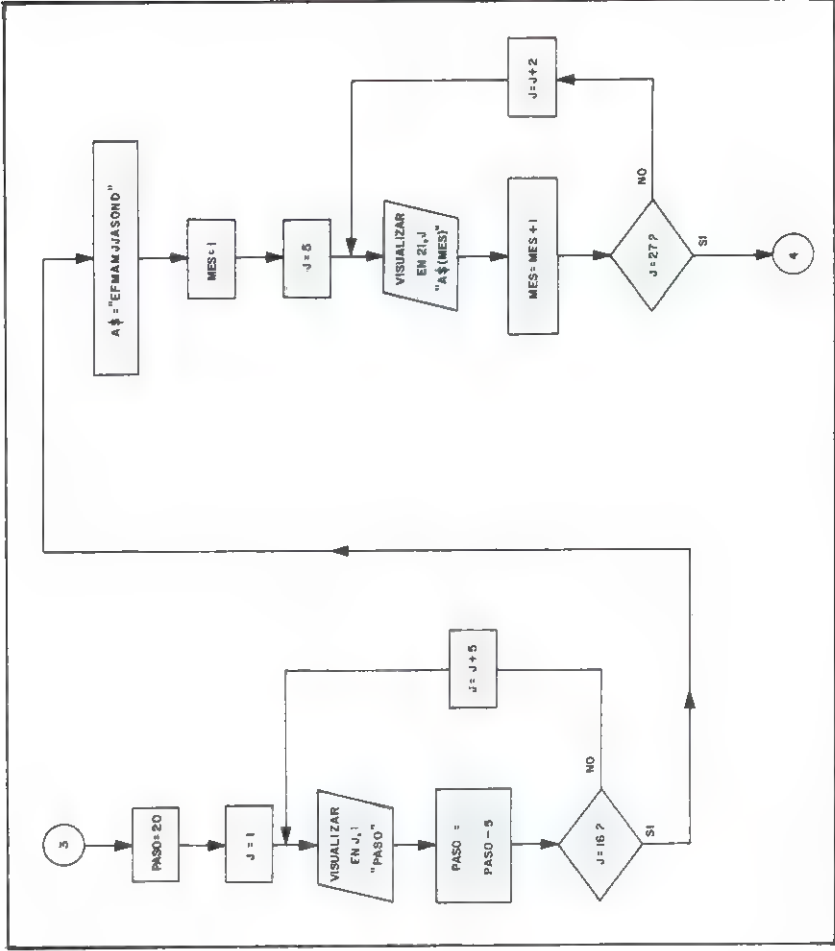 3
PASO=20
J = 1
VISUALIZAR
EN J,1
"PASO"
PASO =
PASO - 5
J=16?
NO
J= J+5
SI
A$ ="EFMAMJJASOND"
MES=1
J=5
VISUALIZAR
EN 21,J
"A$(MES)"
MES=MES+1
J=27?
NO
J=J+2
SI
4